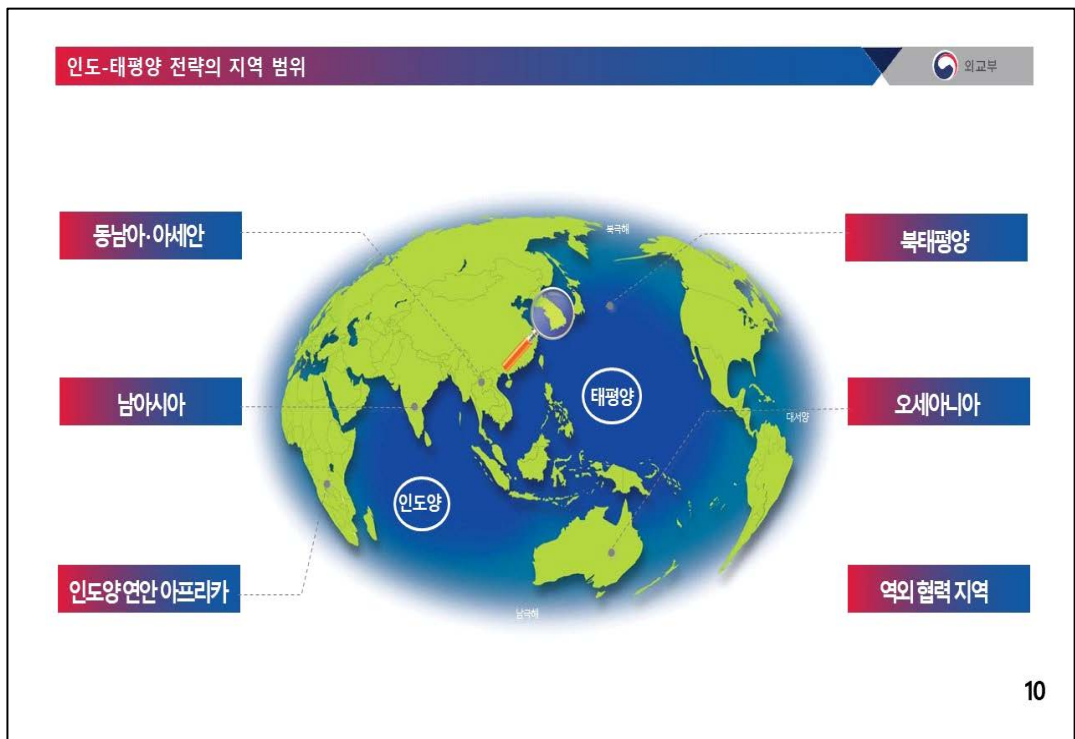 인도-태평양 전략의 지역 범위
외교부
동남아·아세안
북태평양
북극해
남아시아
태평양
오세아니아
대서양
인도양
인도양 연안 아프리카
역외 협력 지역
남극해
10